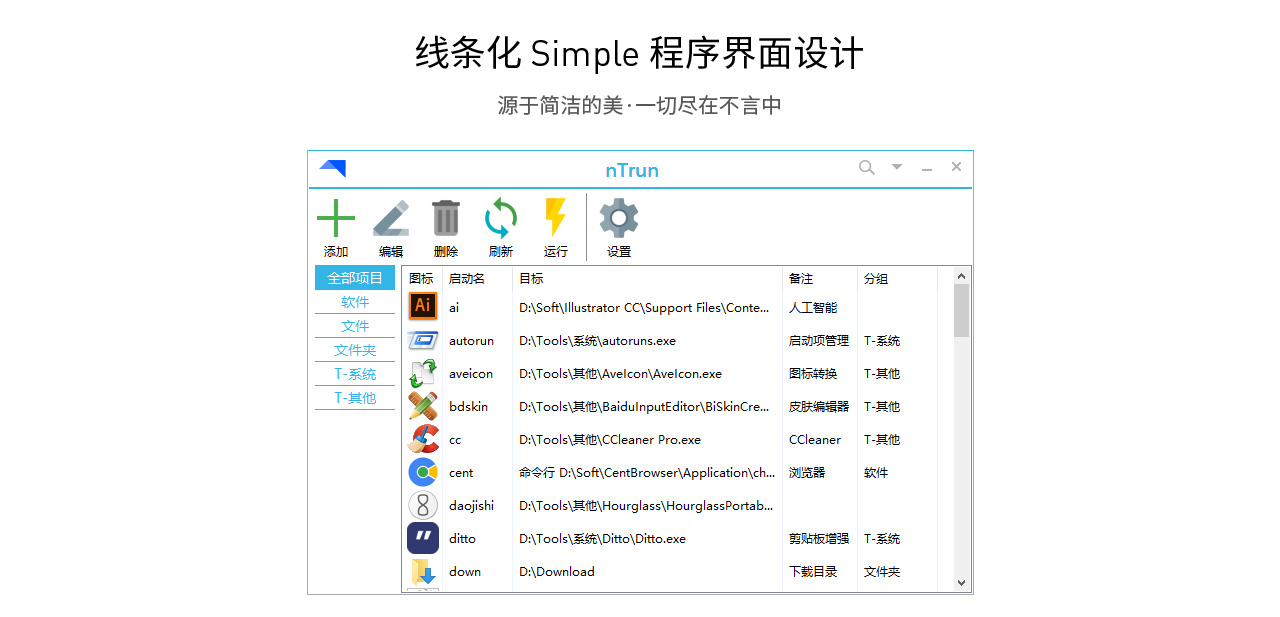 线条化 Simple 程序界面设计
源于简洁的美·一切尽在不言中
nTrun
添加 编辑 删除 刷新 运行 设置
全部项目
软件
文件
文件夹
T-系统
T-其他
图标 启动名 目标 备注 分组
Ai ai D:\Soft\Illustrator CC\Support Files\Conte... 人工智能
autorun D:\Tools\系统\autoruns.exe 启动项管理 T-系统
aveicon D:\Tools\其他\AveIcon\AveIcon.exe 图标转换 T-其他
bdskin D:\Tools\其他\BaiduInputEditor\BiSkinCre... 皮肤编辑器 T-其他
cc D:\Tools\其他\CCleaner Pro.exe CCleaner T-其他
cent 命令行 D:\Soft\CentBrowser\Application\ch... 浏览器 软件
daojishi D:\Tools\其他\Hourglass\HourglassPortab...
ditto D:\Tools\系统\Ditto\Ditto.exe 剪贴板增强 T-系统
down D:\Download 下载目录 文件夹